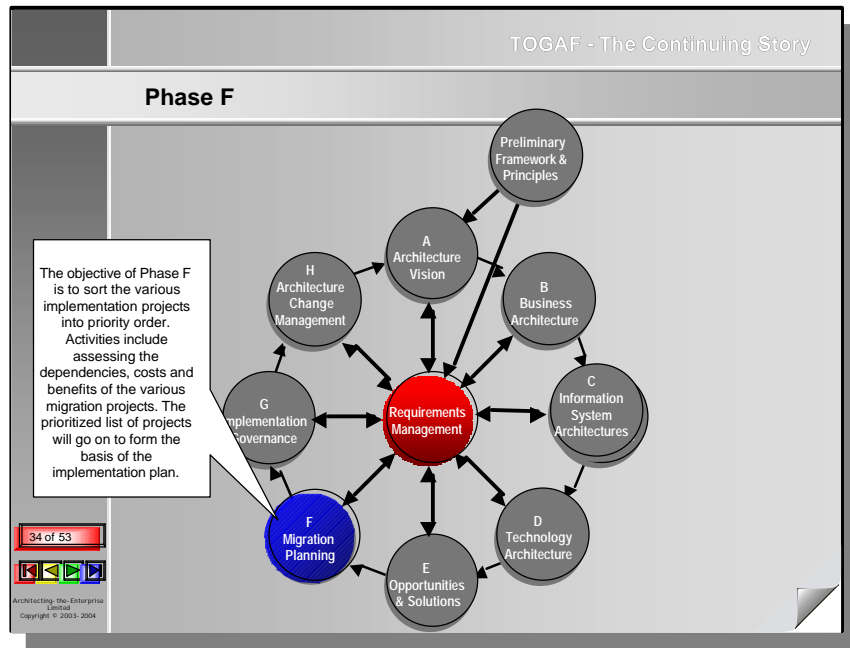 TOGAF - The Continuing Story
Phase F
Preliminary
Framework &
Principles
A
Architecture
Vision
B
Business
Architecture
C
Information
System
Architectures
D
Technology
Architecture
E
Opportunities
& Solutions
F
Migration
Planning
G
mplementation
Governance
H
Architecture
Change
Management
Requirements
Management
The objective of Phase F
is to sort the various
implementation projects
into priority order.
Activities include
assessing the
dependencies, costs and
benefits of the various
migration projects. The
prioritized list of projects
will go on to form the
basis of the
implementation plan.
34 of 53
Architecting-the-Enterprise
Limited
Copyright © 2003-2004